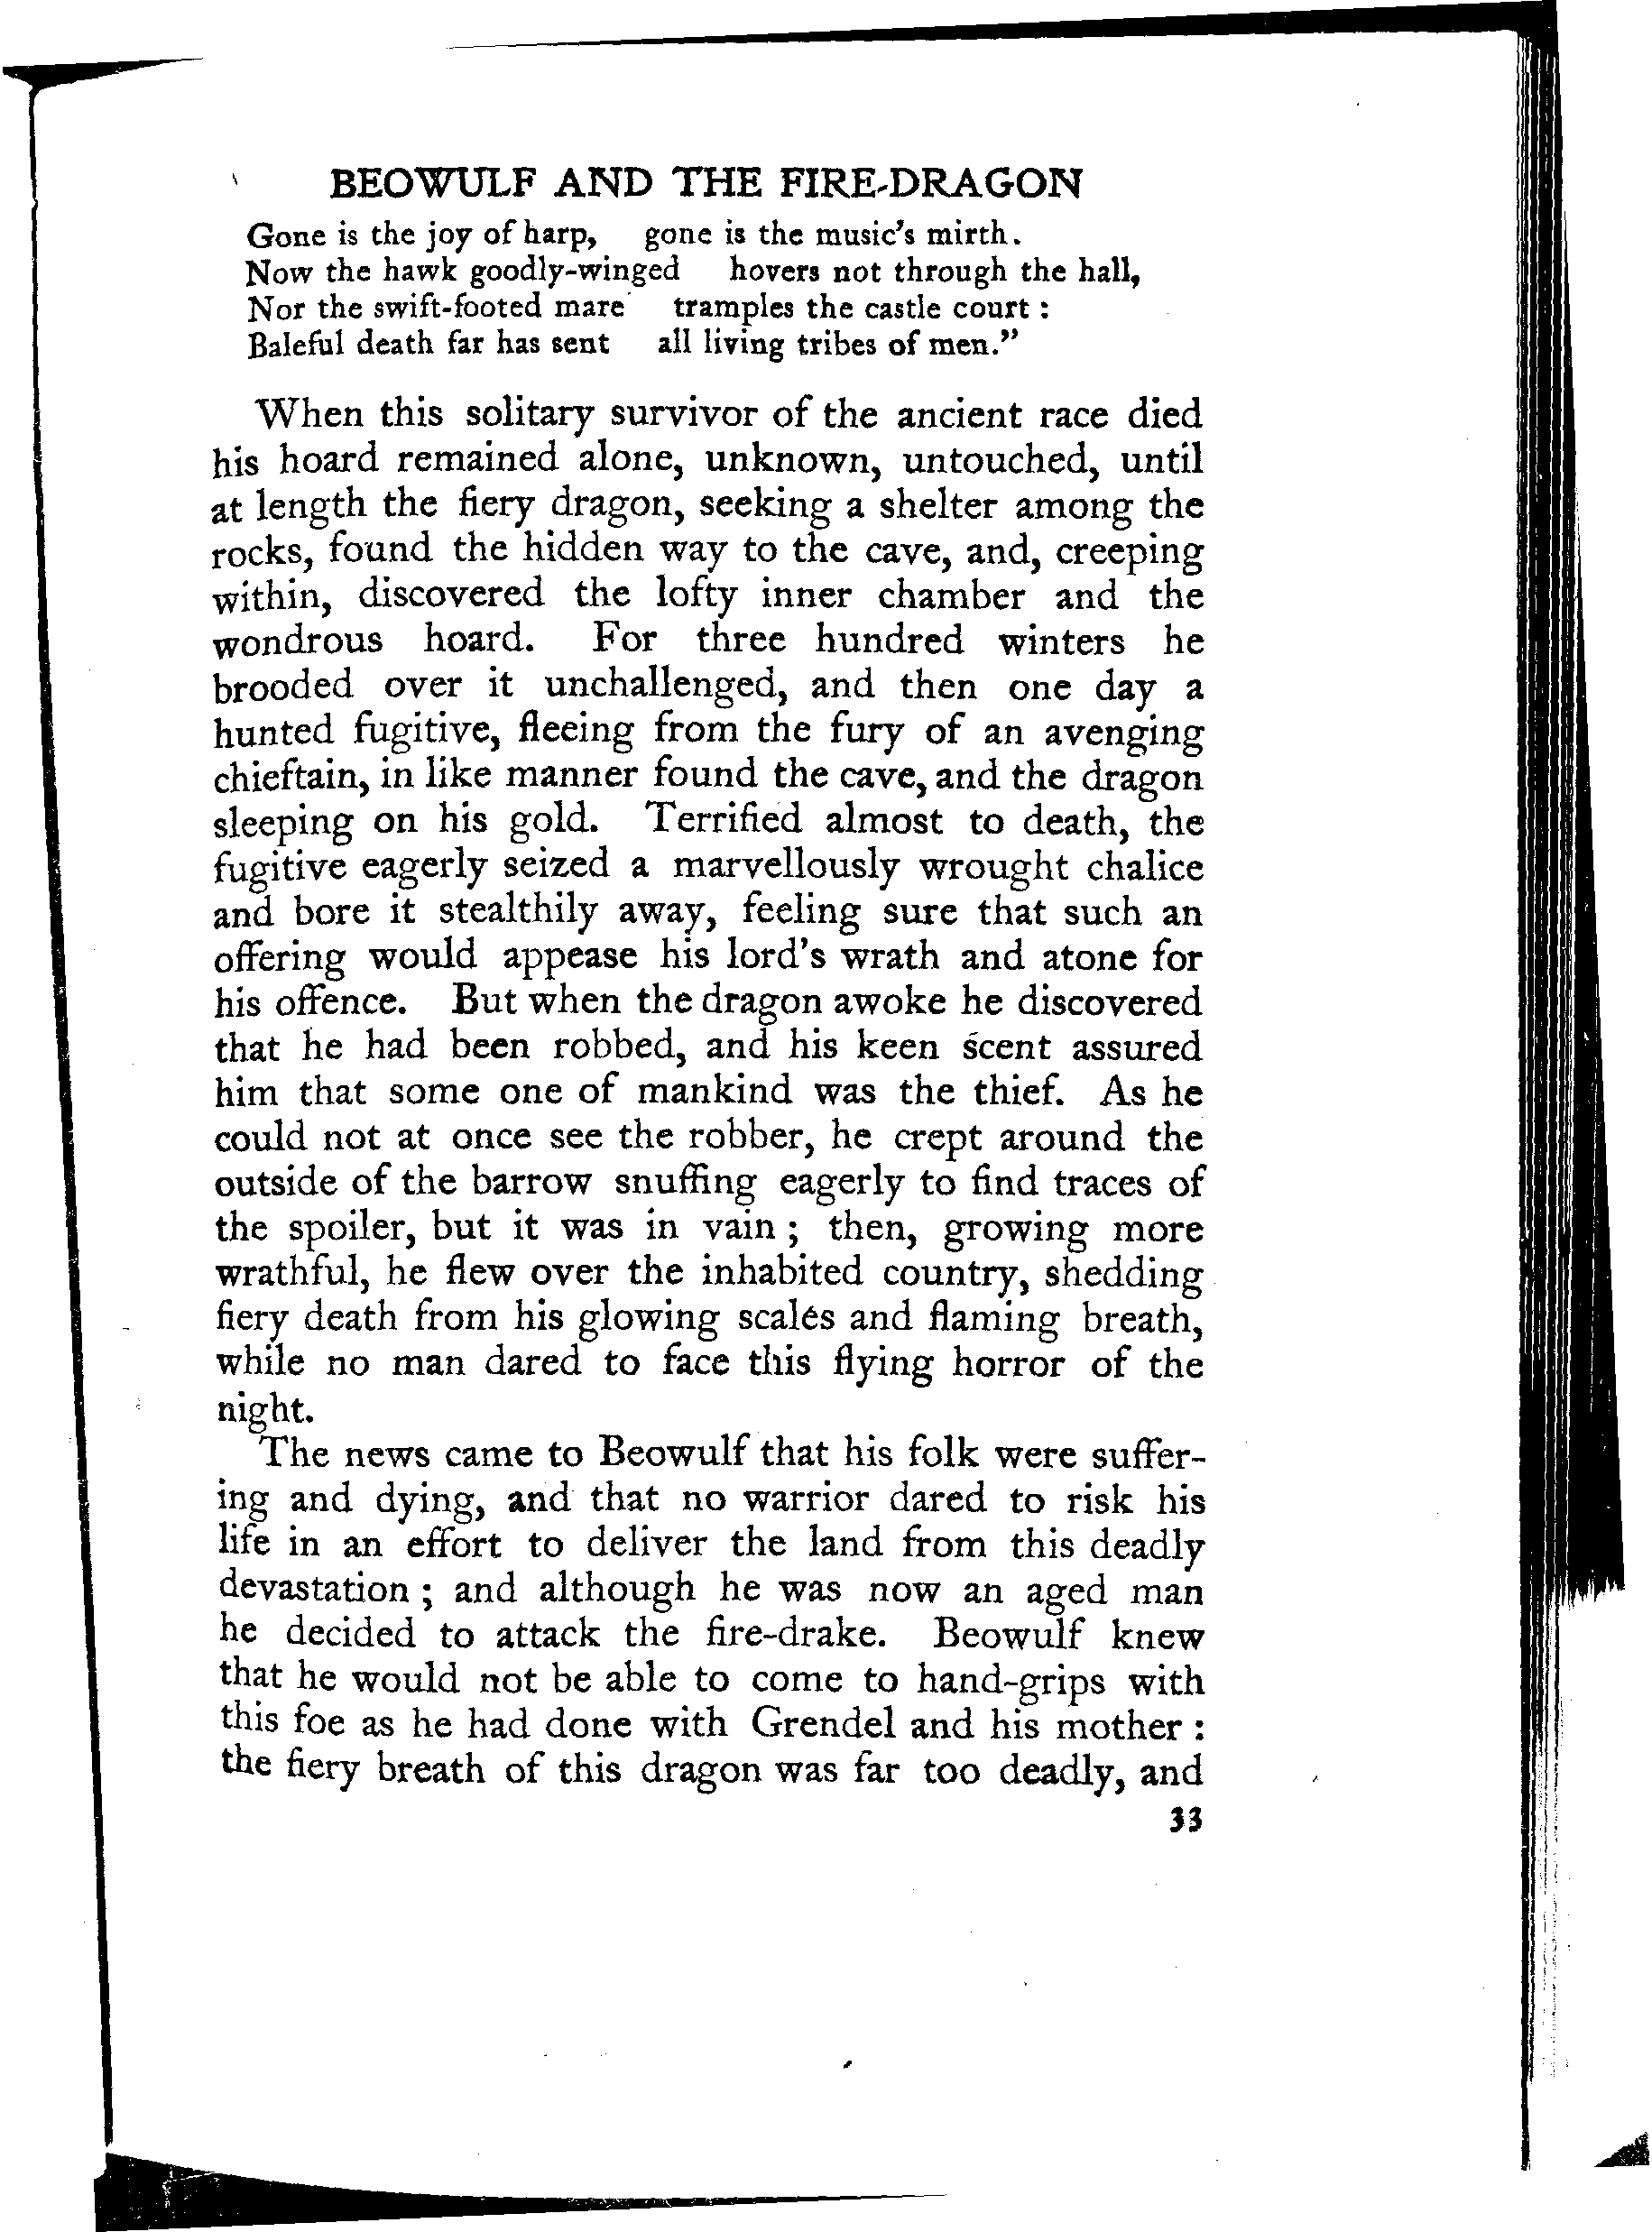 BEOWULF AND THE FIRE-DRAGON
Gone is the joy of harp, gone is the music's mirth.
Now the hawk goodly-winged hovers not through the hall,
Nor the swift-footed mare tramples the castle court :
Baleful death far has sent all living tribes of men."
When this solitary survivor of the ancient race died
his hoard remained alone, unknown, untouched, until
at length the fiery dragon, seeking a shelter among the
rocks, found the hidden way to the cave, and, creeping
within, discovered the lofty inner chamber and the
wondrous hoard. For three hundred winters he
brooded over it unchallenged, and then one day a
hunted fugitive, fleeing from the fury of an avenging
chieftain, in like manner found the cave, and the dragon
sleeping on his gold. Terrified almost to death, the
fugitive eagerly seized a marvellously wrought chalice
and bore it stealthily away, feeling sure that such an
offering would appease his lord's wrath and atone for
his offence. But when the dragon awoke he discovered
that he had been robbed, and his keen scent assured
him that some one of mankind was the thief. As he
could not at once see the robber, he crept around the
outside of the barrow snuffing eagerly to find traces of
the spoiler, but it was in vain ; then, growing more
wrathful, he flew over the inhabited country, shedding
fiery death from his glowing scales and flaming breath,
while no man dared to face this flying horror of the
night.
The news came to Beowulf that his folk were suffer-
ing and dying, and that no warrior dared to risk his
life in an effort to deliver the land from this deadly
devastation ; and although he was now an aged man
he decided to attack the fire-drake. Beowulf knew
that he would not be able to come to hand-grips with
this foe as he had done with Grendel and his mother :
the fiery breath of this dragon was far too deadly, and
33